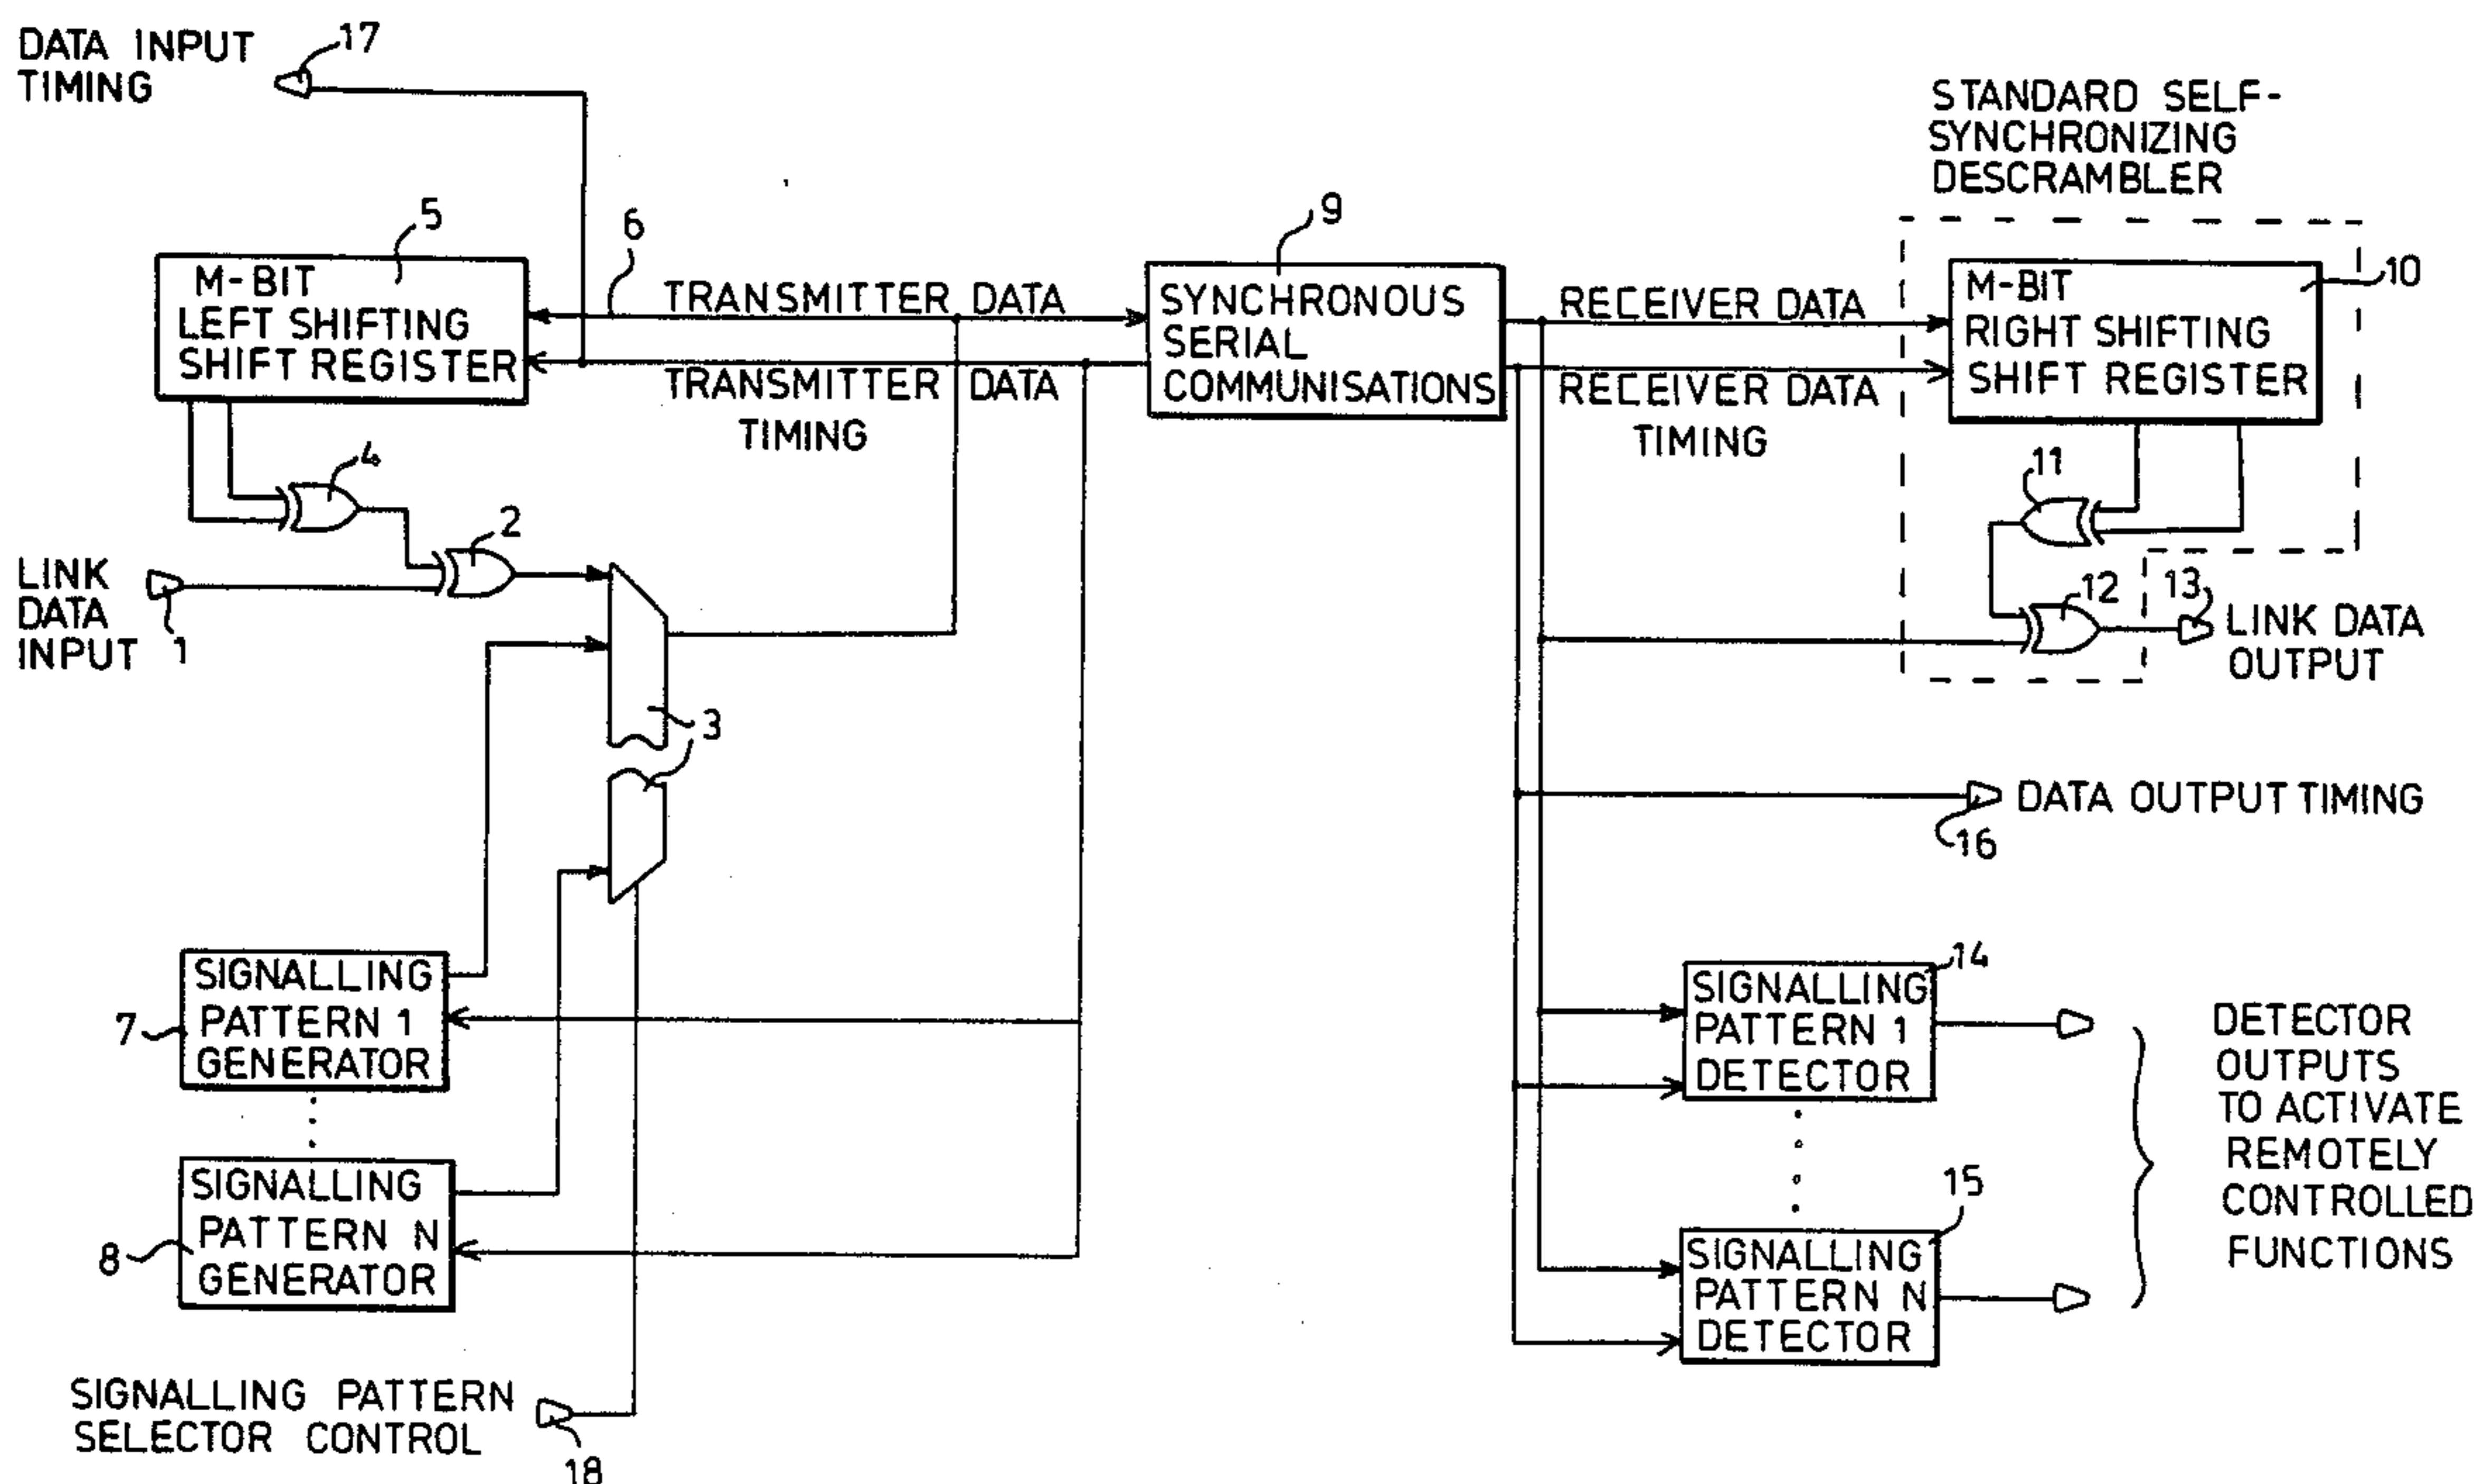 DATA INPUT
TIMING
17
STANDARD SELF-
SYNCHRONIZING
DESCRAMBLER
5
6
9
10
M-BIT
LEFT SHIFTING
SHIFT REGISTER
TRANSMITTER DATA
TRANSMITTER DATA
TIMING
SYNCHRONOUS
SERIAL
COMMUNISATIONS
RECEIVER DATA
RECEIVER DATA
TIMING
M-BIT
RIGHT SHIFTING
SHIFT REGISTER
4
2
11
12
13
LINK
DATA
INPUT
1
LINK DATA
OUTPUT
3
DATA OUTPUT TIMING
16
SIGNALLING
PATTERN 1
GENERATOR
7
SIGNALLING
PATTERN N
GENERATOR
8
14
SIGNALLING
PATTERN 1
DETECTOR
15
SIGNALLING
PATTERN N
DETECTOR
DETECTOR
OUTPUTS
TO ACTIVATE
REMOTELY
CONTROLLED
FUNCTIONS
SIGNALLING PATTERN
SELECTOR CONTROL
18